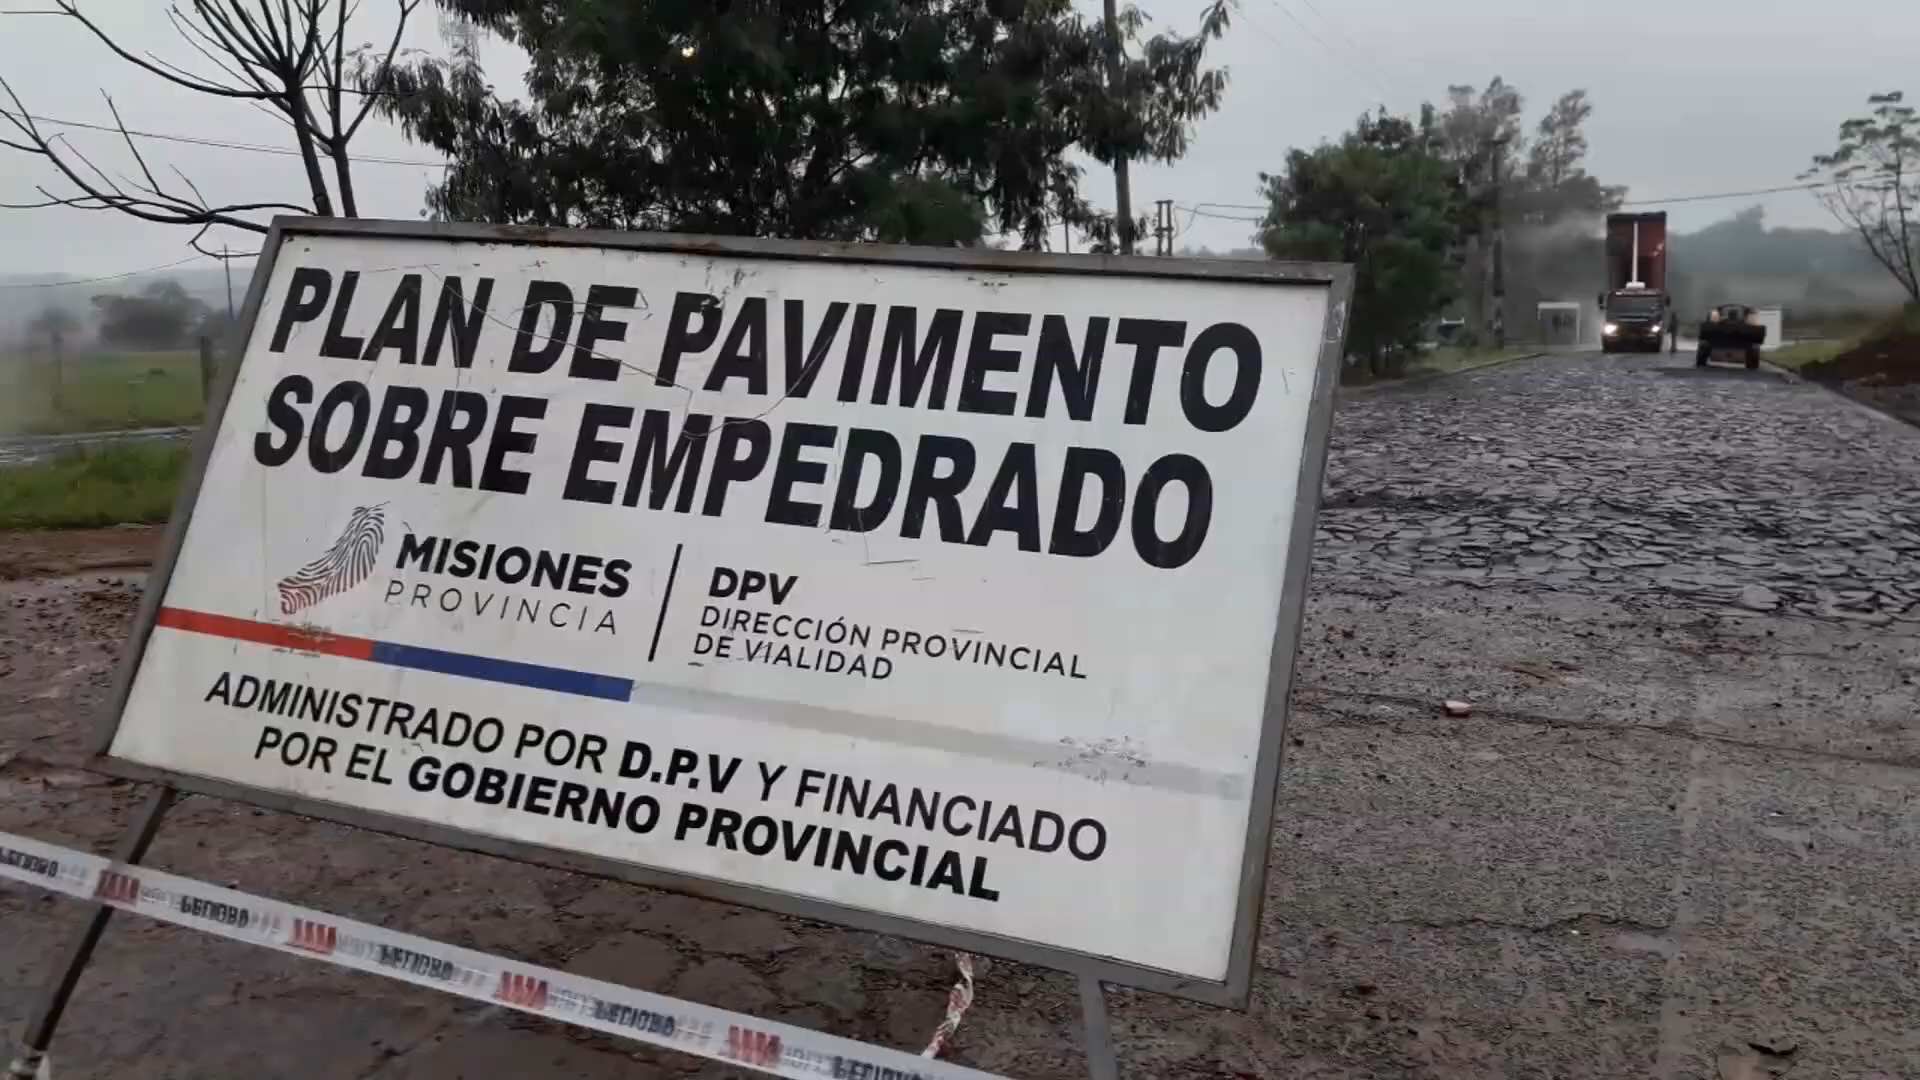 PLAN DE PAVIMENTO
SOBRE EMPEDRADO
MISIONES
PROVINCIA
DPV
DIRECCIÓN PROVINCIAL
DE VIALIDAD
ADMINISTRADO POR D.P.V Y FINANCIADO
POR EL GOBIERNO PROVINCIAL